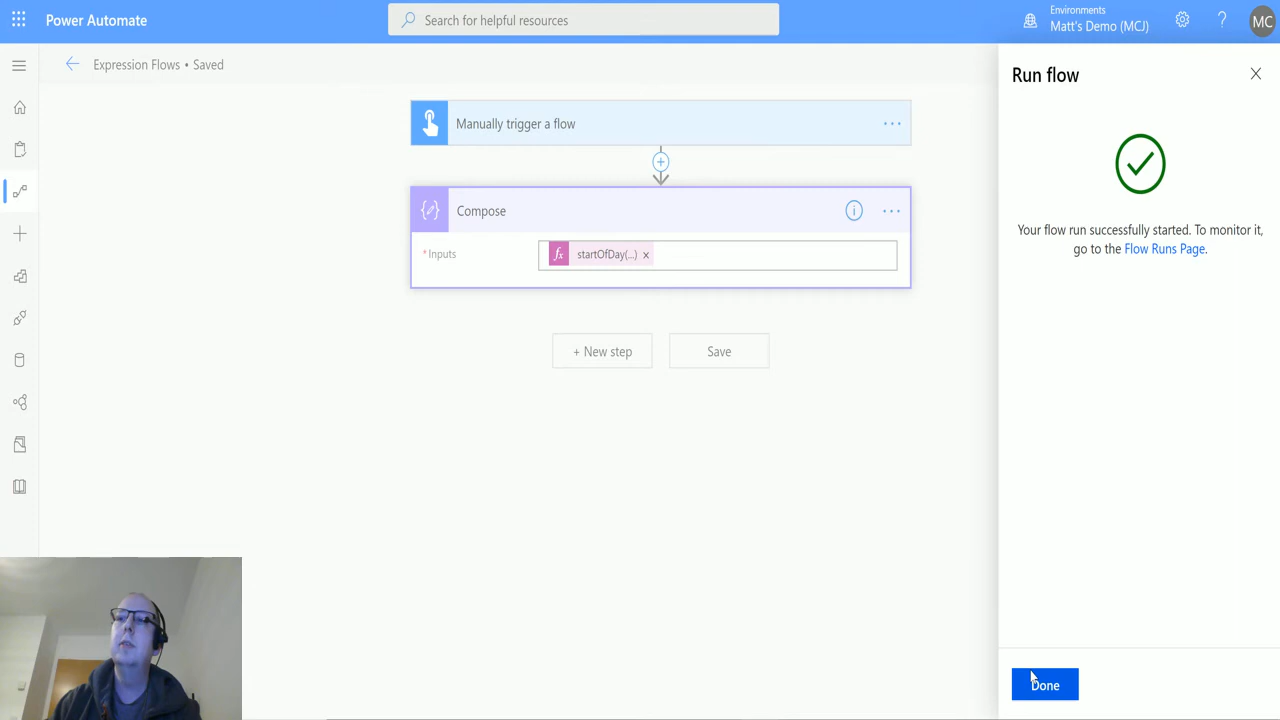 Power Automate
Search for helpful resources
Environments
Matt's Demo (MCJ)
?
MC
Expression Flows • Saved
Run flow
Manually trigger a flow
Your flow run successfully started. To monitor it,
go to the Flow Runs Page.
Compose
* Inputs
fx startOfDay(...) ×
+ New step
Save
Done